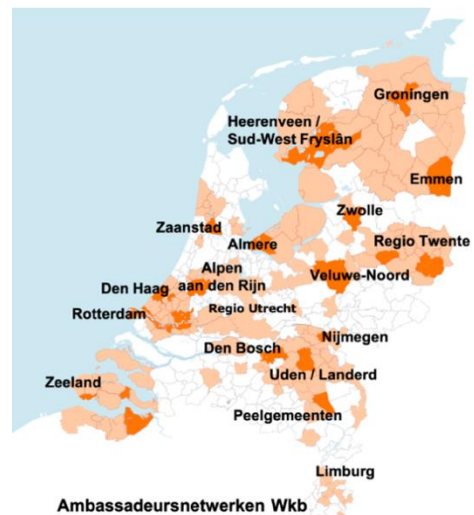 Groningen
Heerenveen /
Sud-West Fryslân
Emmen
Zwolle
Zaanstad
Almere
Regio Twente
Alpen
aan den Rijn
Veluwe-Noord
Den Haag
Rotterdam
Regio Utrecht
Nijmegen
Den Bosch
Zeeland
Uden / Landerd
Peelgemeenten
Limburg
Ambassadeursnetwerken Wkb